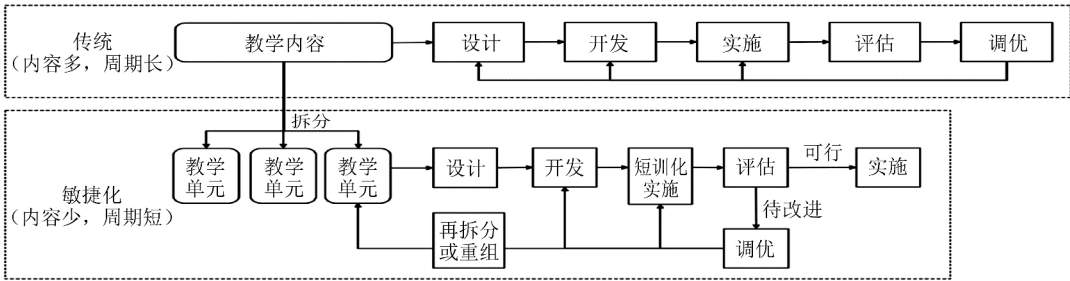 传统
（内容多，周期长）
教学内容
设计
开发
实施
评估
调优
拆分
敏捷化
（内容少，周期短）
教学
单元
教学
单元
教学
单元
设计
开发
短训化
实施
评估
可行
实施
待改进
再拆分
或重组
调优